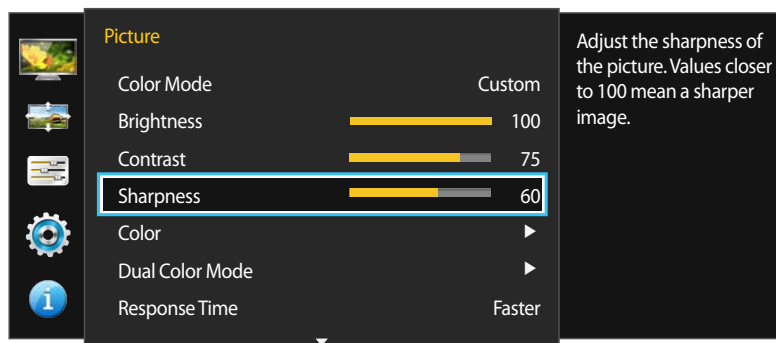 Picture
Color Mode Custom
Brightness 100
Contrast 75
Sharpness 60
Color
Dual Color Mode
Response Time Faster
Adjust the sharpness of
the picture. Values closer
to 100 mean a sharper
image.